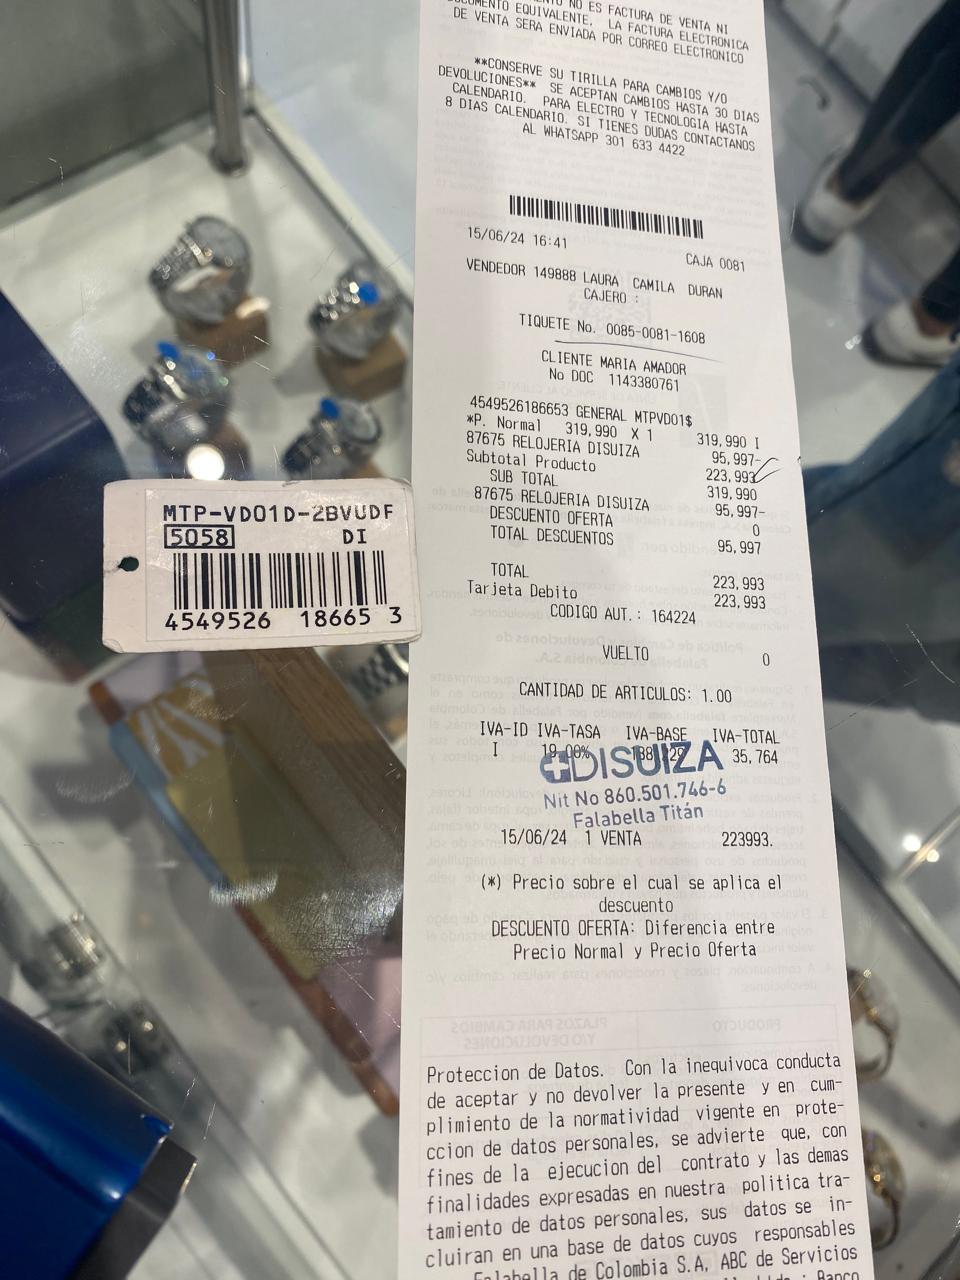 NO ES FACTURA DE VENTA NI
DOCUMENTO EQUIVALENTE, LA FACTURA ELECTRONICA
DE VENTA SERA ENVIADA POR CORREO ELECTRONICO
**CONSERVE SU TIRILLA PARA CAMBIOS Y/O
DEVOLUCIONES** SE ACEPTAN CAMBIOS HASTA 30 DIAS
CALENDARIO. PARA ELECTRO Y TECNOLOGIA HASTA
8 DIAS CALENDARIO. SI TIENES DUDAS CONTACTANOS
AL WHATSAPP 301 633 4422
15/06/24 16:41 CAJA 0081
VENDEDOR 149888 LAURA CAMILA DURAN
CAJERO :
TIQUETE No. 0085-0081-1608
CLIENTE MARIA AMADOR
No DOC 1143380761
4549526186653 GENERAL MTPVD01$
*P. Normal 319,990 X 1 319,990 I
87675 RELOJERIA DISUIZA 95,997-
Subtotal Producto 223,993
SUB TOTAL 319,990
87675 RELOJERIA DISUIZA 95,997-
DESCUENTO OFERTA 0
TOTAL DESCUENTOS 95,997
TOTAL 223,993
Tarjeta Debito 223,993
CODIGO AUT.: 164224
VUELTO 0
CANTIDAD DE ARTICULOS: 1.00
IVA-ID IVA-TASA IVA-BASE IVA-TOTAL
I 19.00% 188,229 35,764
DISUIZA
Nit No 860.501.746-6
Falabella Titán
15/06/24 1 VENTA 223993.
(*) Precio sobre el cual se aplica el
descuento
DESCUENTO OFERTA: Diferencia entre
Precio Normal y Precio Oferta
Proteccion de Datos. Con la inequivoca conducta
de aceptar y no devolver la presente y en cum-
plimiento de la normatividad vigente en prote-
ccion de datos personales, se advierte que, con
fines de la ejecucion del contrato y las demas
finalidades expresadas en nuestra politica tra-
tamiento de datos personales, sus datos se in-
cluiran en una base de datos cuyos responsables
Falabella de Colombia S.A, ABC de Servicios
Banco
MTP-VD01D-2BVUDF
5058 DI
4549526 18665 3